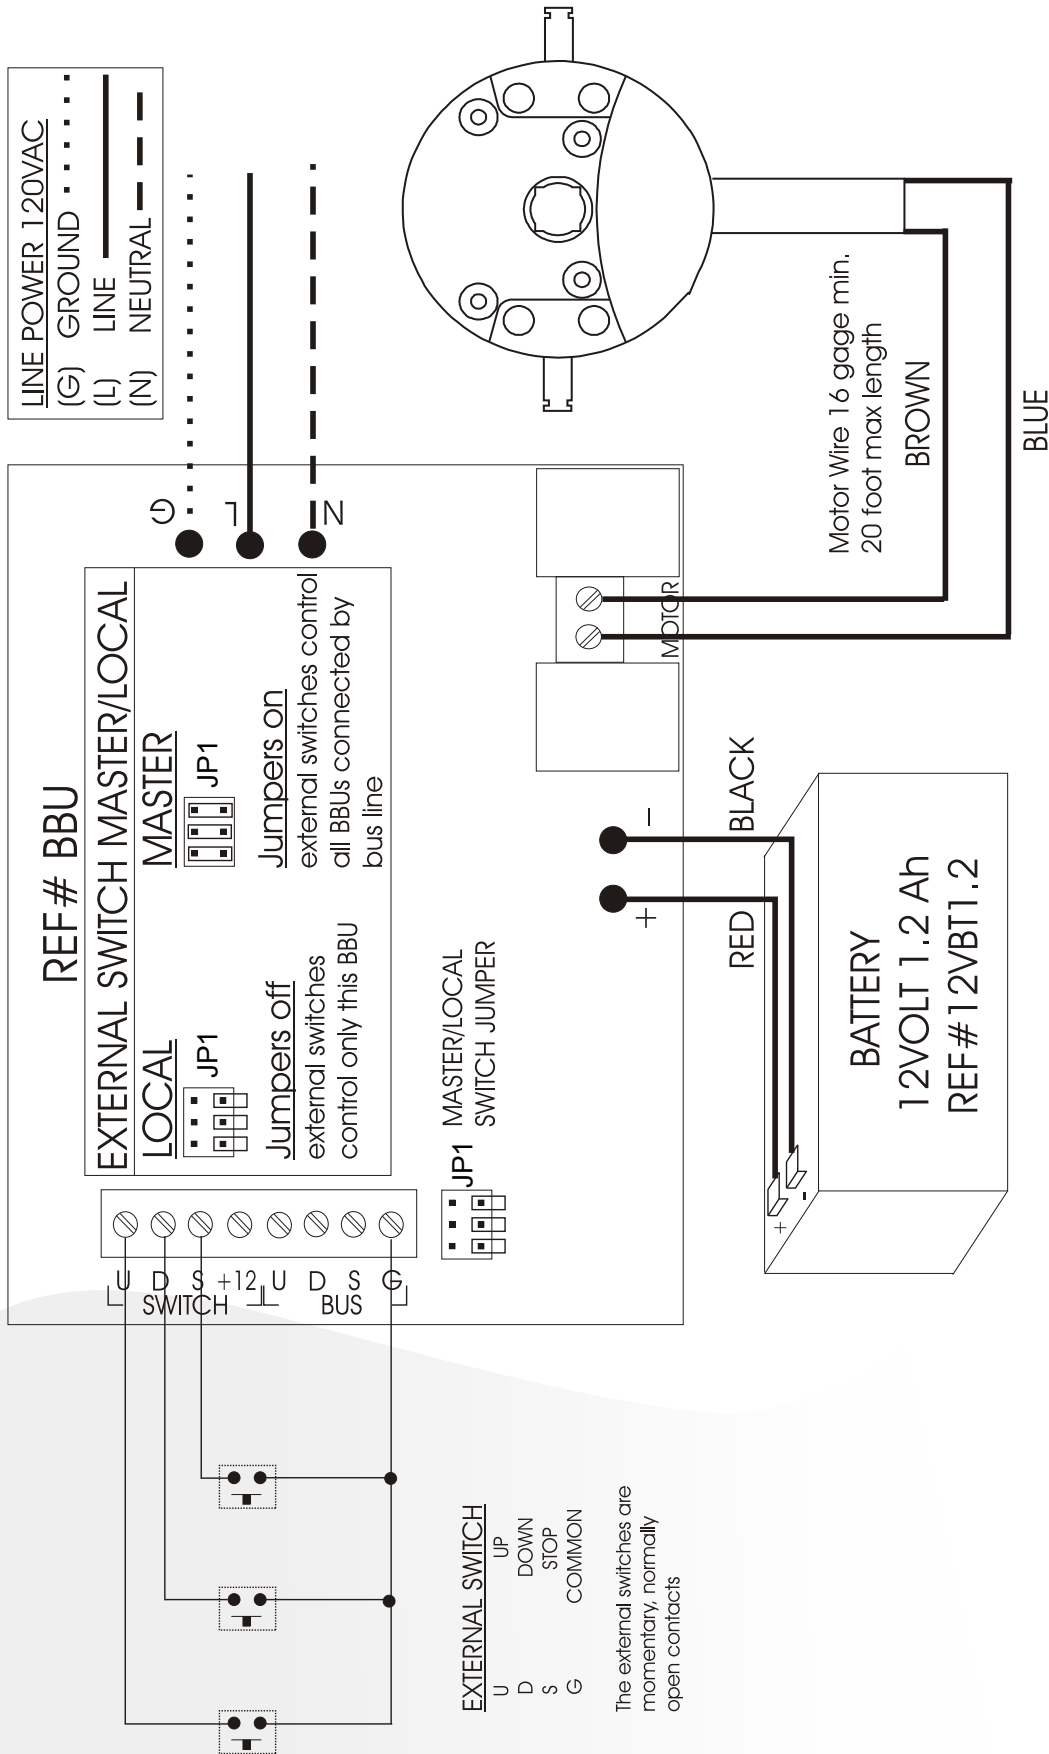 LINE POWER 120VAC
(G) GROUND
(L) LINE
(N) NEUTRAL
REF# BBU
EXTERNAL SWITCH MASTER/LOCAL
LOCAL
JP1
Jumpers off
external switches
control only this BBU
MASTER
JP1
Jumpers on
external switches control
all BBUs connected by
bus line
G
L
N
U D S +12 U D S G
SWITCH BUS
JP1
MASTER/LOCAL
SWITCH JUMPER
+
-
MOTOR
RED
BLACK
Motor Wire 16 gage min.
20 foot max length
BROWN
BLUE
+
-
BATTERY
12VOLT 1.2 Ah
REF#12VBT1.2
EXTERNAL SWITCH
U UP
D DOWN
S STOP
G COMMON
The external switches are
momentary, normally
open contacts